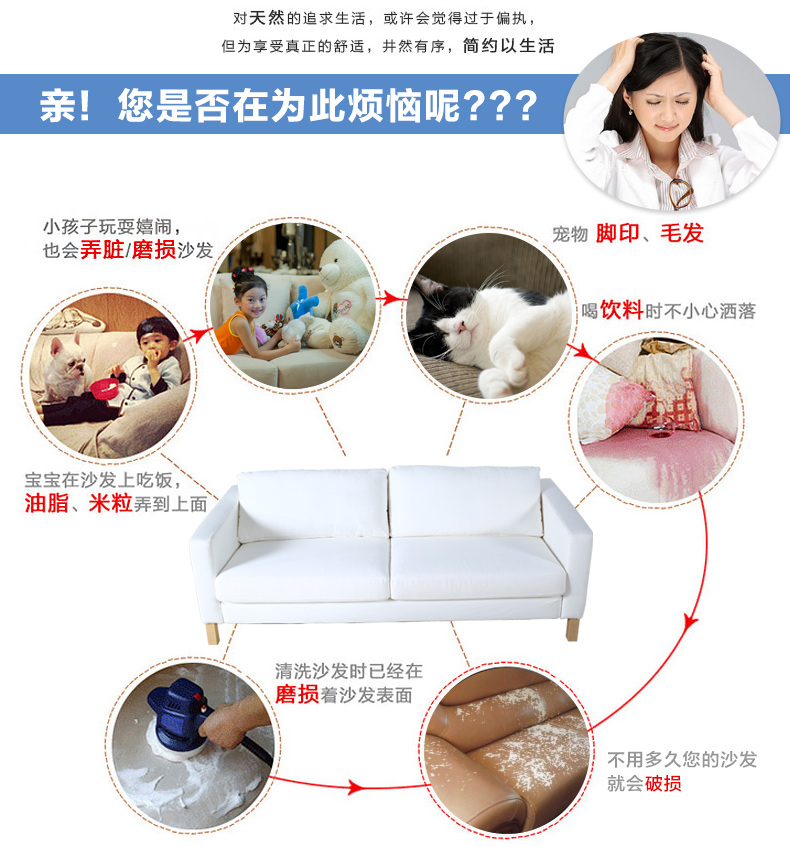 对天然的追求生活，或许会觉得过于偏执，
但为享受真正的舒适，井然有序，简约以生活
亲！您是否在为此烦恼呢???
小孩子玩耍嬉闹，
也会弄脏/磨损沙发
宠物 脚印、毛发
喝饮料时不小心洒落
宝宝在沙发上吃饭，
油脂、米粒弄到上面
清洗沙发时已经在
磨损着沙发表面
不用多久您的沙发
就会破损